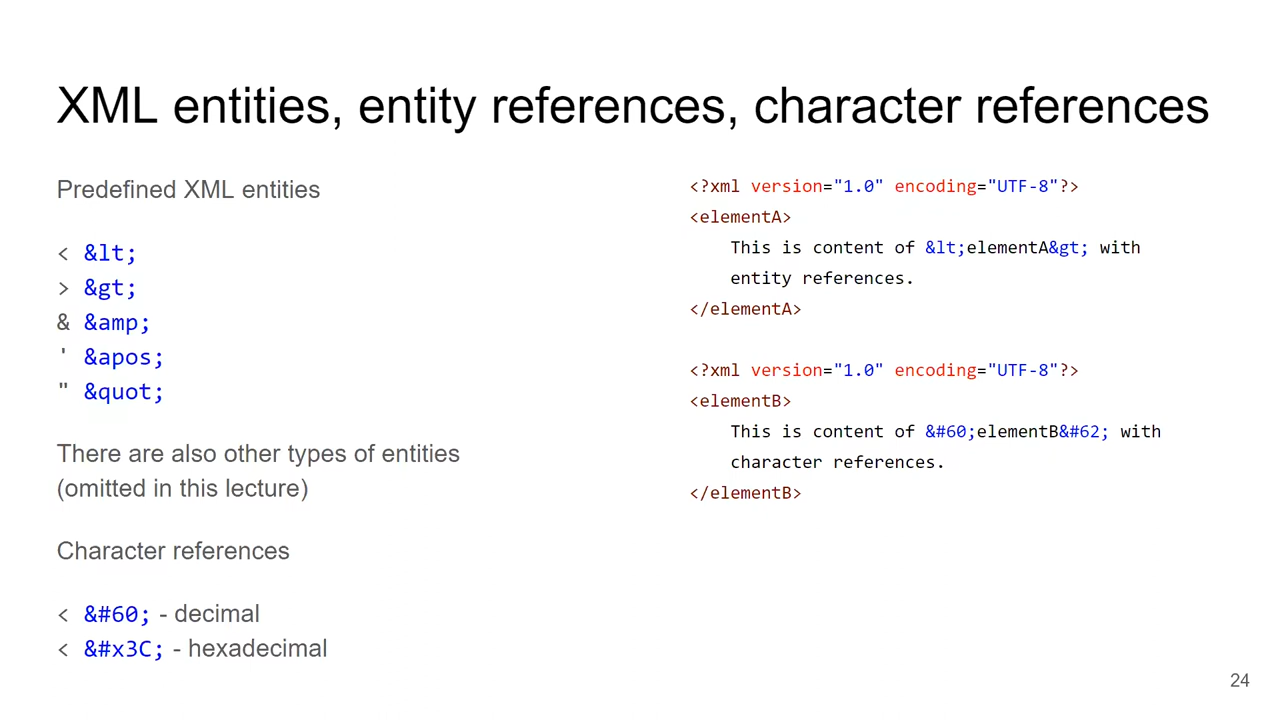 XML entities, entity references, character references
Predefined XML entities
< &lt;
> &gt;
& &amp;
' &apos;
" &quot;
There are also other types of entities
(omitted in this lecture)
Character references
< &#60; - decimal
< &#x3C; - hexadecimal
<?xml version="1.0" encoding="UTF-8"?>
<elementA>
This is content of &lt;elementA&gt; with
entity references.
</elementA>
<?xml version="1.0" encoding="UTF-8"?>
<elementB>
This is content of &#60;elementB&#62; with
character references.
</elementB>
24